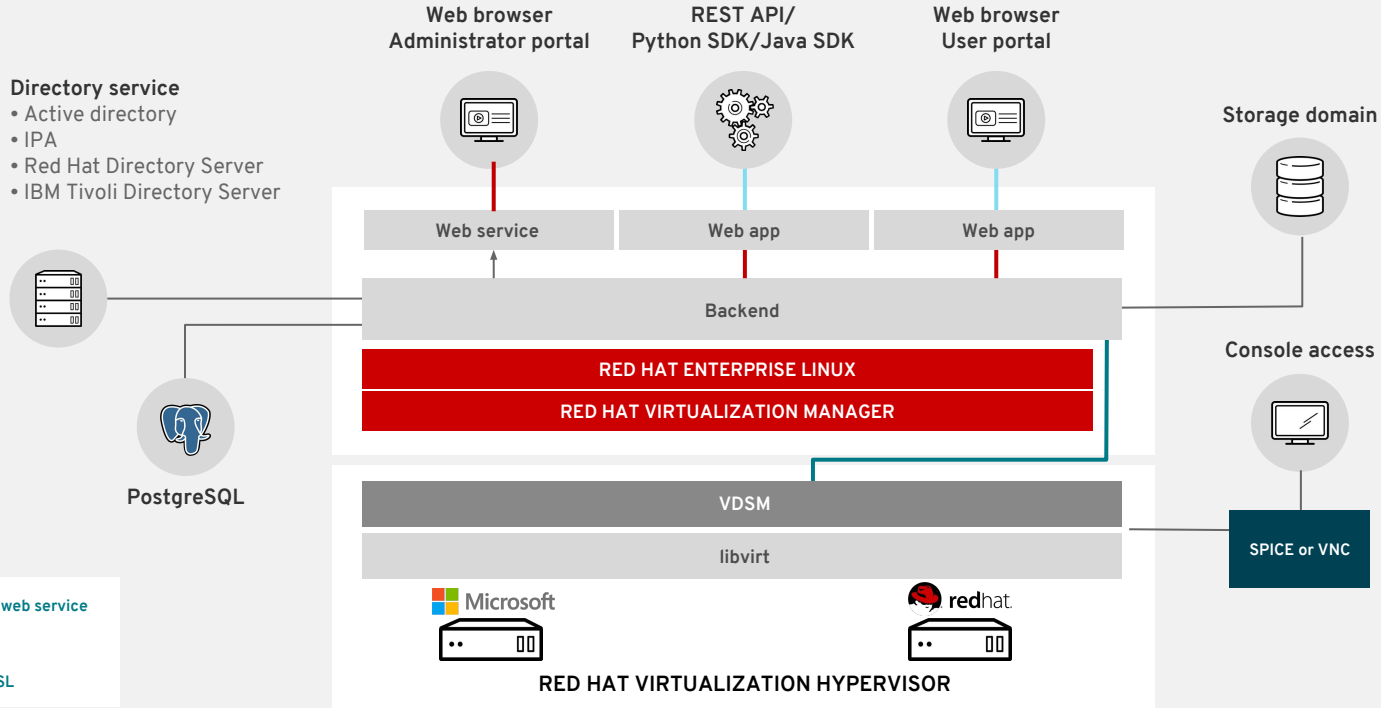 Web browser
Administrator portal
REST API/
Python SDK/Java SDK
Web browser
User portal
Directory service
• Active directory
• IPA
• Red Hat Directory Server
• IBM Tivoli Directory Server
Storage domain
Web service
Web app
Web app
Backend
Console access
RED HAT ENTERPRISE LINUX
RED HAT VIRTUALIZATION MANAGER
PostgreSQL
VDSM
SPICE or VNC
libvirt
Microsoft
redhat.
web service
SL
RED HAT VIRTUALIZATION HYPERVISOR